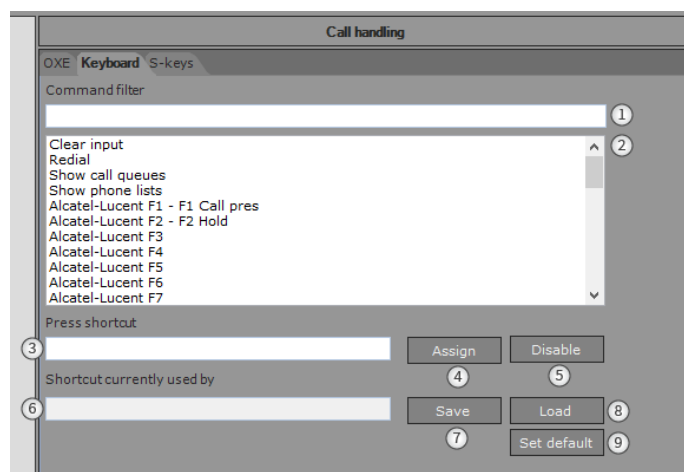 Call handling
OXE Keyboard S-keys
Command filter
1
Clear input
2
Redial
Show call queues
Show phone lists
Alcatel-Lucent F1 - F1 Call pres
Alcatel-Lucent F2 - F2 Hold
Alcatel-Lucent F3
Alcatel-Lucent F4
Alcatel-Lucent F5
Alcatel-Lucent F6
Alcatel-Lucent F7
Press shortcut
3 Assign Disable
4 5
Shortcut currently used by
6 Save Load 8
7
Set default 9